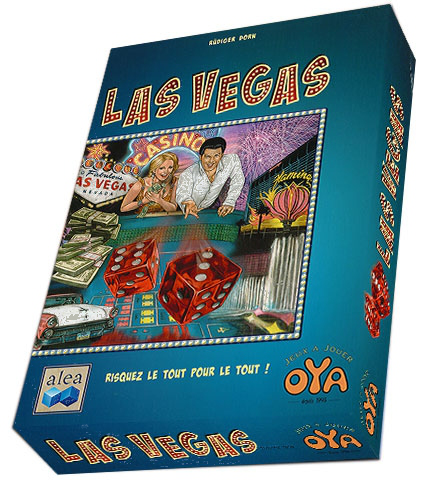 RÜDIGER DORN
LAS VEGAS
CASINO
Fabulous
LAS VEGAS
NEVADA
Flamingo
alea
RISQUEZ LE TOUT POUR LE TOUT !
JEUX À JOUER
OYA
LAS VEGAS
OYA
LAS VEGAS